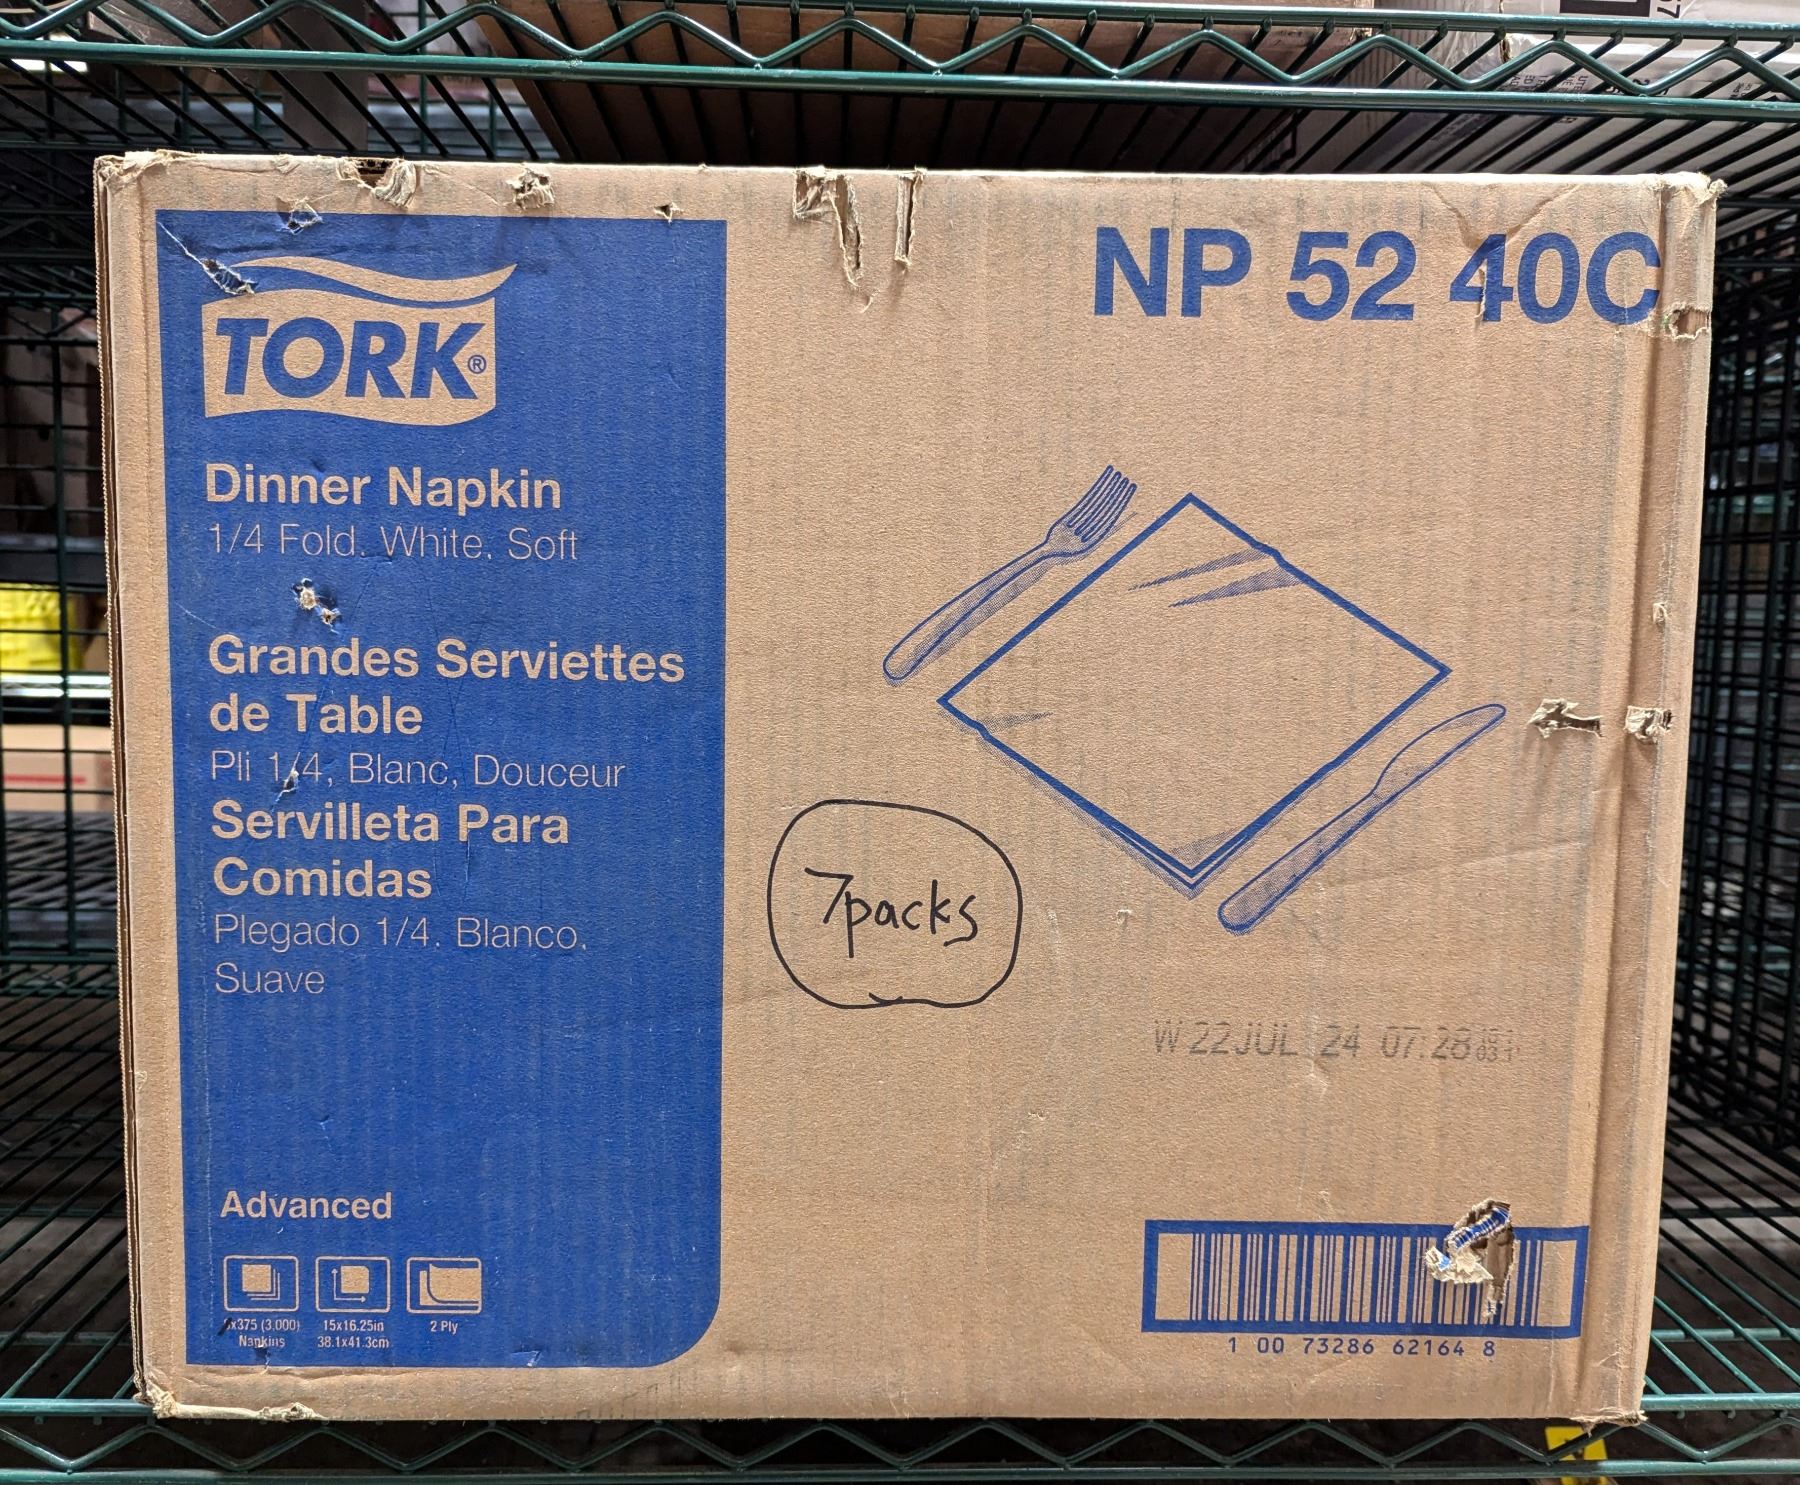 TORK®
NP 52 40C
Dinner Napkin
1/4 Fold, White, Soft
Grandes Serviettes
de Table
Pli 1/4, Blanc, Douceur
Servilleta Para
Comidas
Plegado 1/4, Blanco,
Suave
7packs
W 22JUL 24 07:28
Advanced
x375 (3,000)
Napkins
15x16.25in
38.1x41.3cm
2 Ply
1 00 73286 62164 8